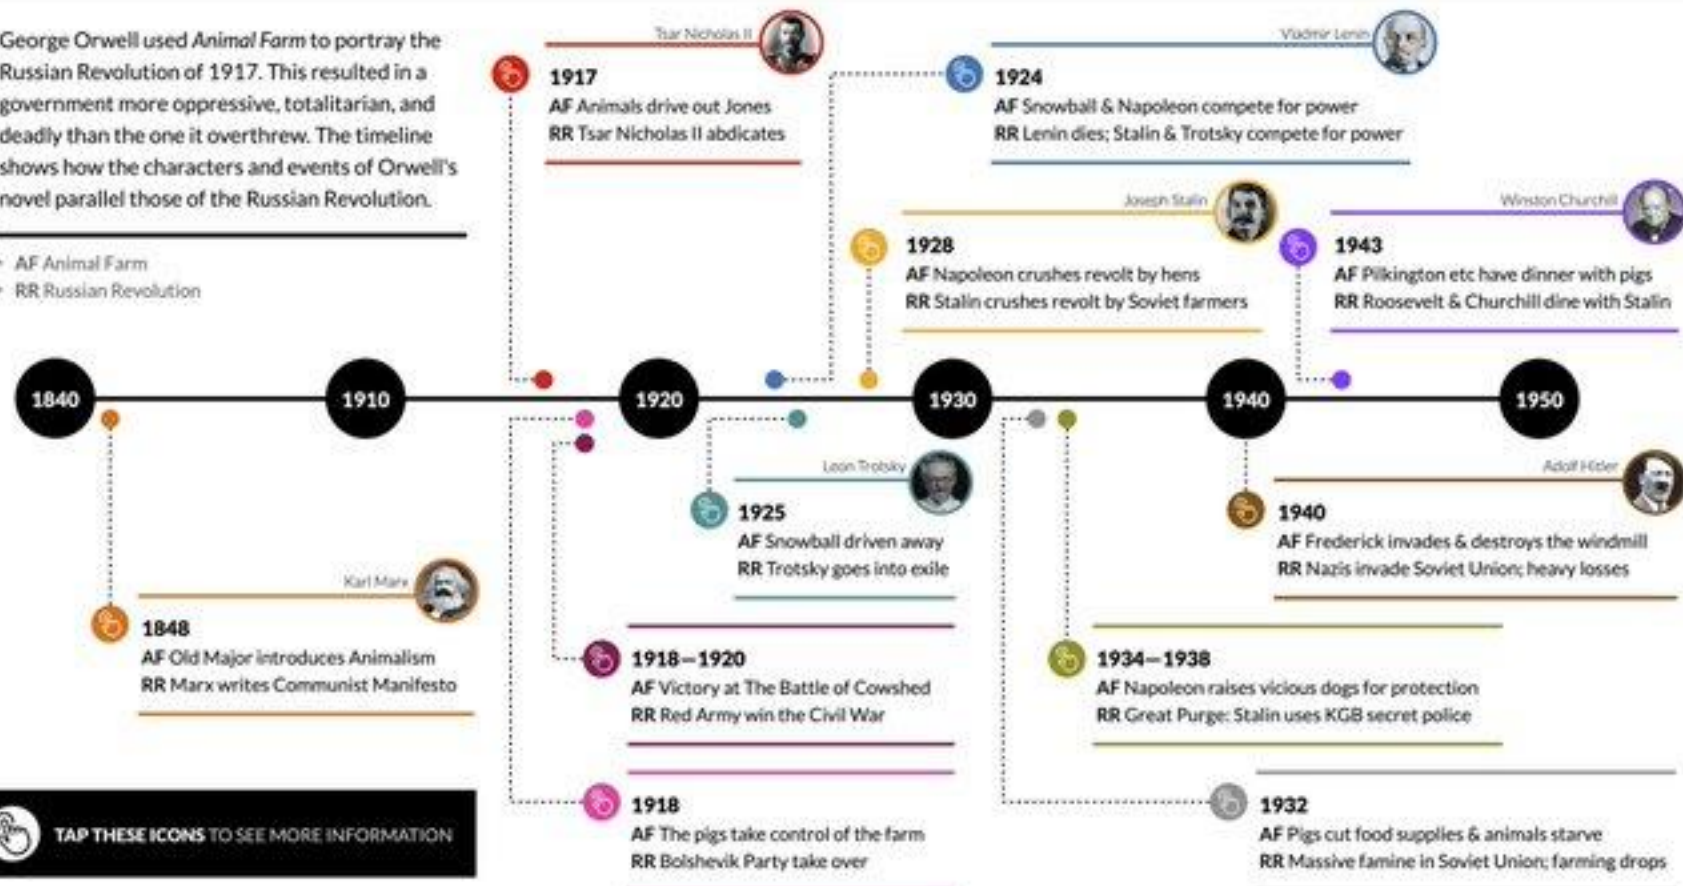 George Orwell used Animal Farm to portray the
Russian Revolution of 1917. This resulted in a
government more oppressive, totalitarian, and
deadly than the one it overthrew. The timeline
shows how the characters and events of Orwell's
novel parallel those of the Russian Revolution.
AF Animal Farm
RR Russian Revolution
Tsar Nicholas II
1917
AF Animals drive out Jones
RR Tsar Nicholas II abdicates
Vladmir Lenin
1924
AF Snowball & Napoleon compete for power
RR Lenin dies; Stalin & Trotsky compete for power
Joseph Stalin
1928
AF Napoleon crushes revolt by hens
RR Stalin crushes revolt by Soviet farmers
Winston Churchill
1943
AF Pilkington etc have dinner with pigs
RR Roosevelt & Churchill dine with Stalin
1840
1910
1920
1930
1940
1950
Karl Marx
1848
AF Old Major introduces Animalism
RR Marx writes Communist Manifesto
Leon Trotsky
1925
AF Snowball driven away
RR Trotsky goes into exile
1918—1920
AF Victory at The Battle of Cowshed
RR Red Army win the Civil War
1918
AF The pigs take control of the farm
RR Bolshevik Party take over
Adolf Hitler
1940
AF Frederick invades & destroys the windmill
RR Nazis invade Soviet Union; heavy losses
1934—1938
AF Napoleon raises vicious dogs for protection
RR Great Purge: Stalin uses KGB secret police
1932
AF Pigs cut food supplies & animals starve
RR Massive famine in Soviet Union; farming drops
TAP THESE ICONS TO SEE MORE INFORMATION